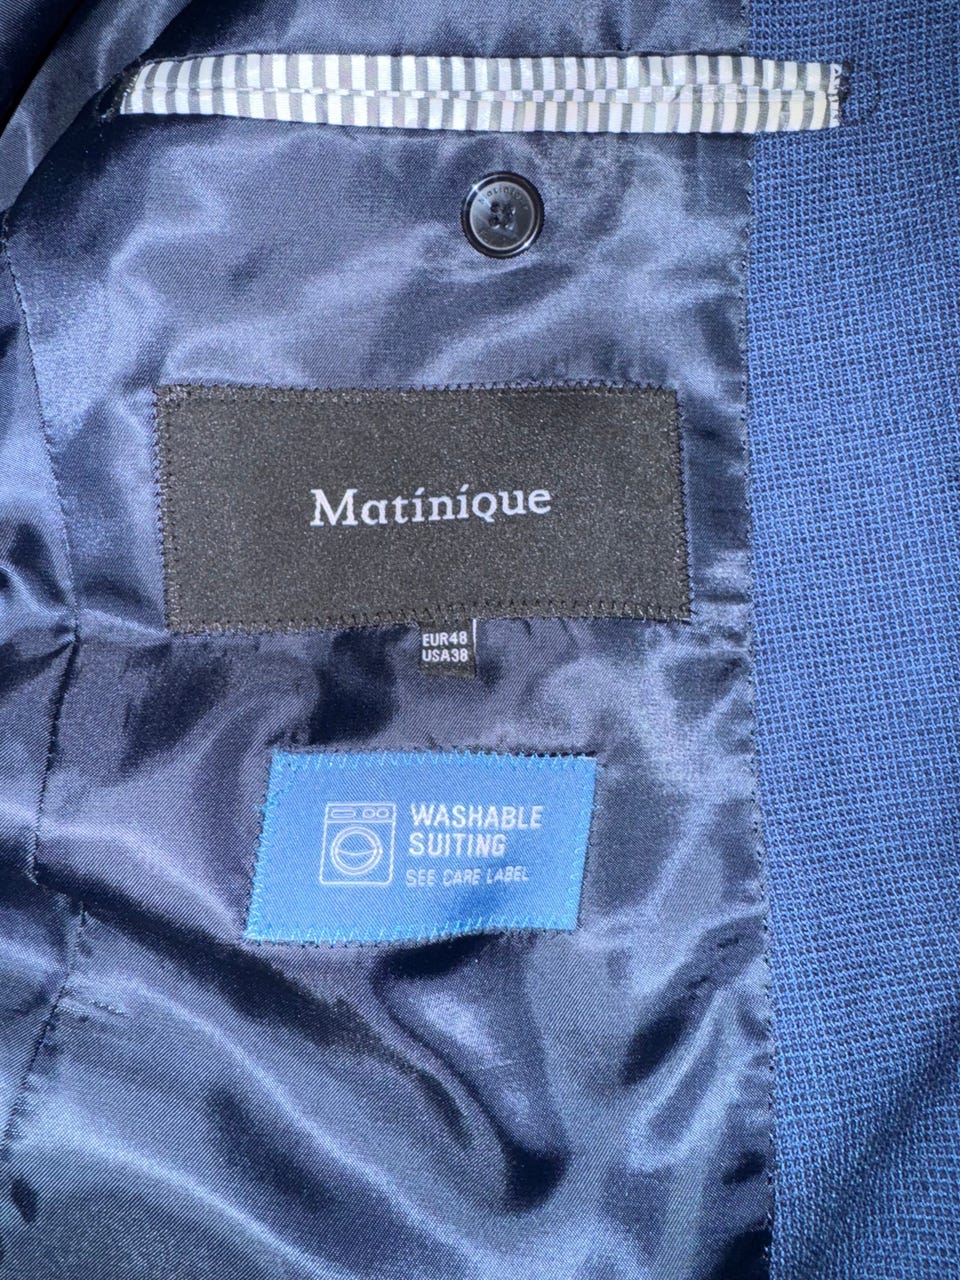 Matinique
EUR48
USA38
WASHABLE
SUITING
SEE CARE LABEL